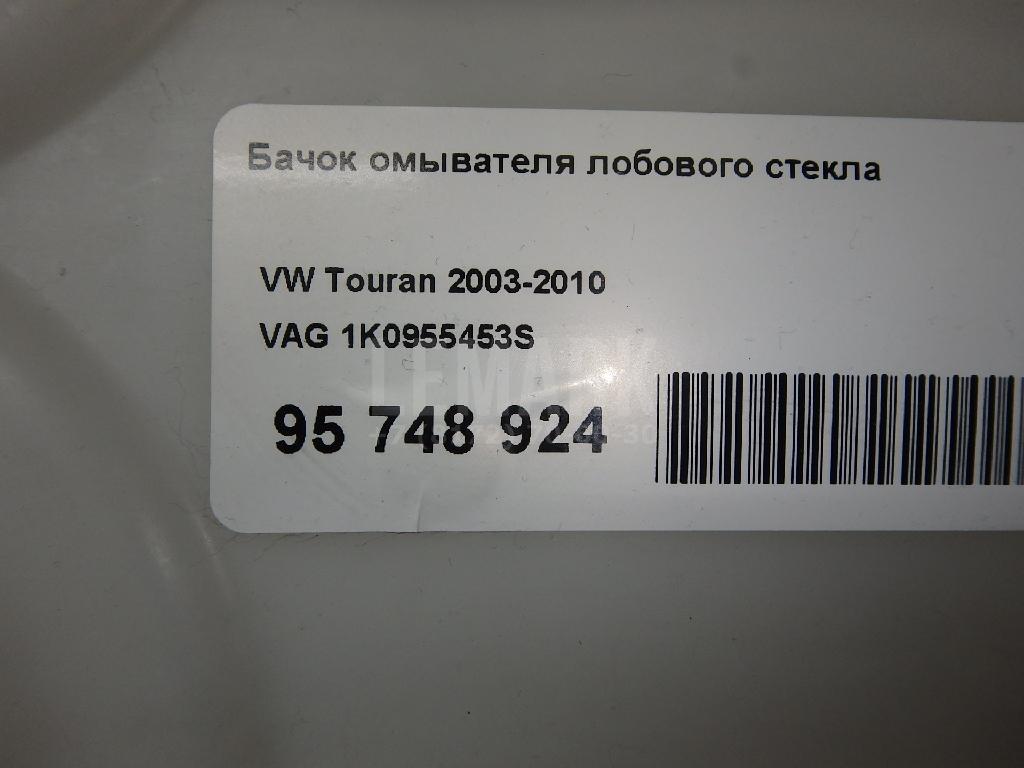 Бачок омывателя лобового стекла
VW Touran 2003-2010
VAG 1K0955453S
95 748 924